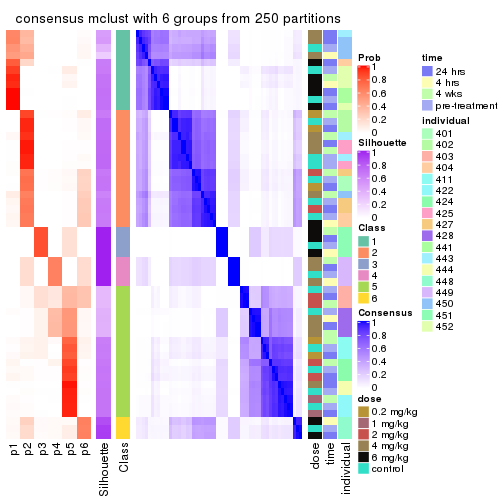 consensus mclust with 6 groups from 250 partitions
Prob
1
0.8
0.6
0.4
0.2
0
Silhouette
1
0.8
0.6
0.4
0.2
0
Class
1
2
3
4
5
6
Consensus
1
0.8
0.6
0.4
0.2
0
dose
0.2 mg/kg
1 mg/kg
2 mg/kg
4 mg/kg
6 mg/kg
control
time
24 hrs
4 hrs
4 wks
pre-treatment
individual
401
402
403
404
411
422
424
425
427
428
441
443
444
448
449
450
451
452
p1
p2
p3
p4
p5
p6
Silhouette
Class
dose
time
individual